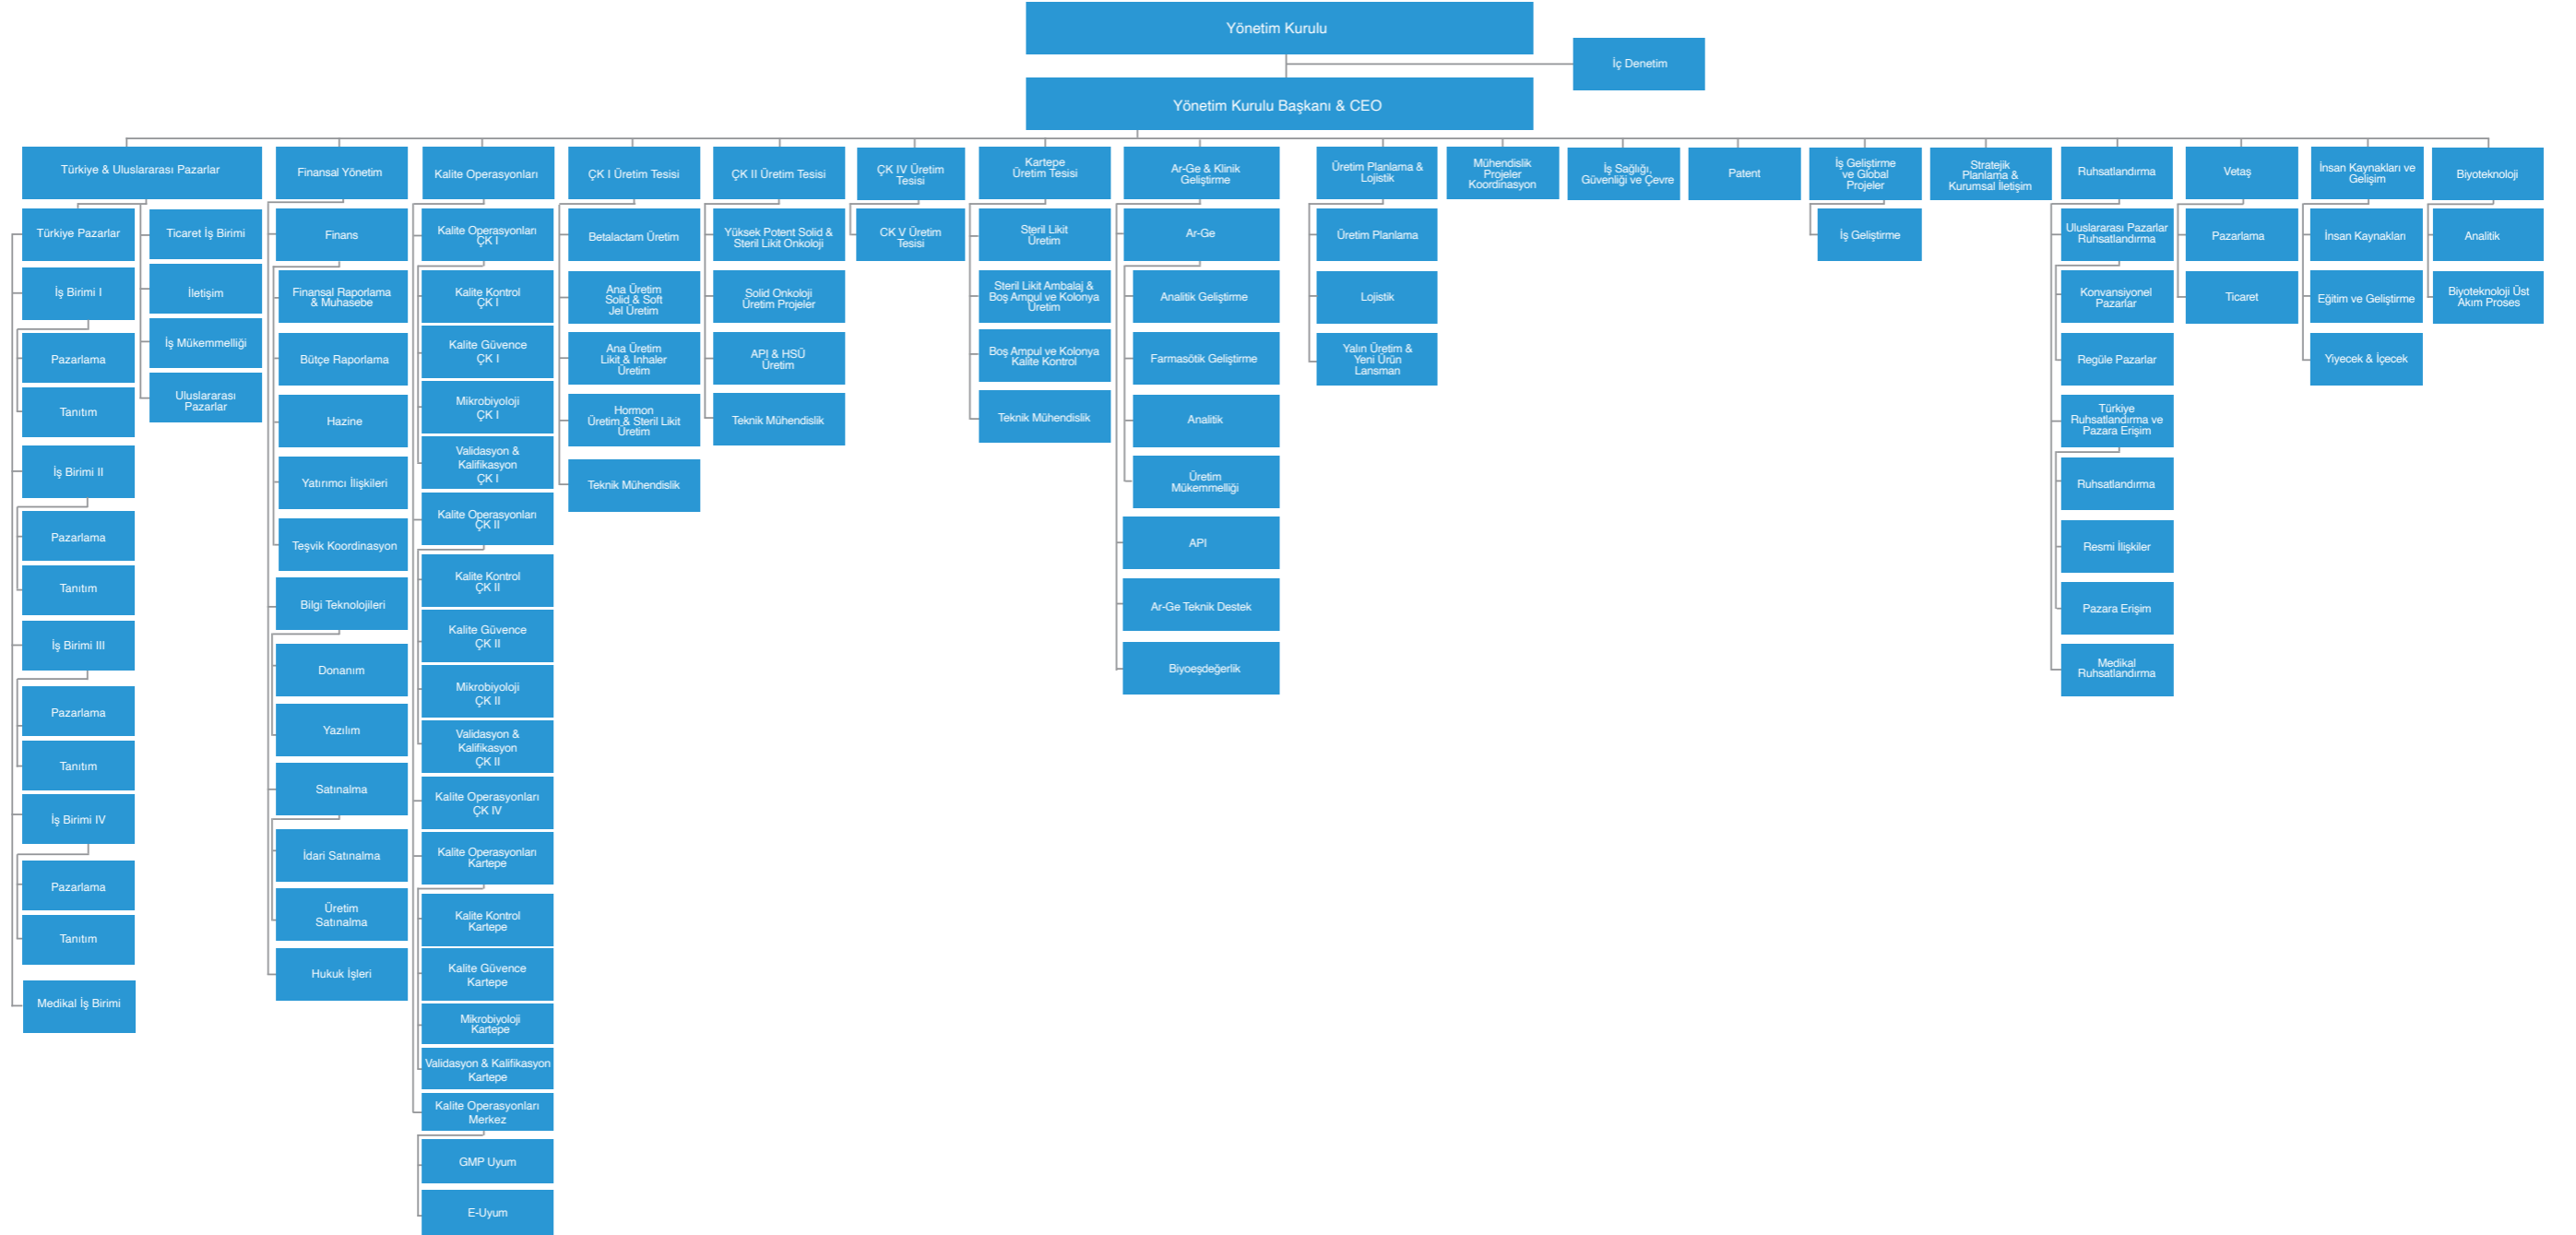 Yönetim Kurulu
İç Denetim
Yönetim Kurulu Başkanı & CEO
Türkiye & Uluslararası Pazarlar
Türkiye Pazarlar
İş Birimi I
Pazarlama
Tanıtım
İş Birimi II
Pazarlama
Tanıtım
İş Birimi III
Pazarlama
Tanıtım
İş Birimi IV
Pazarlama
Tanıtım
Medikal İş Birimi
Ticaret İş Birimi
İletişim
İş Mükemmelliği
Uluslararası
Pazarlar
Finansal Yönetim
Finans
Finansal Raporlama
& Muhasebe
Bütçe Raporlama
Hazine
Yatırımcı İlişkileri
Teşvik Koordinasyon
Bilgi Teknolojileri
Donanım
Yazılım
Satınalma
İdari Satınalma
Üretim
Satınalma
Hukuk İşleri
Kalite Operasyonları
Kalite Operasyonları
ÇK I
Kalite Kontrol
ÇK I
Kalite Güvence
ÇK I
Mikrobiyoloji
ÇK I
Validasyon &
Kalifikasyon
ÇK I
Kalite Operasyonları
ÇK II
Kalite Kontrol
ÇK II
Kalite Güvence
ÇK II
Mikrobiyoloji
ÇK II
Validasyon &
Kalifikasyon
ÇK II
Kalite Operasyonları
ÇK IV
Kalite Operasyonları
Kartepe
Kalite Kontrol
Kartepe
Kalite Güvence
Kartepe
Mikrobiyoloji
Kartepe
Validasyon & Kalifikasyon
Kartepe
Kalite Operasyonları
Merkez
GMP Uyum
E-Uyum
ÇK I Üretim Tesisi
Betalactam Üretim
Ana Üretim
Solid & Soft
Jel Üretim
Ana Üretim
Likit & Inhaler
Üretim
Hormon
Üretim & Steril Likit
Üretim
Teknik Mühendislik
ÇK II Üretim Tesisi
Yüksek Potent Solid &
Steril Likit Onkoloji
Solid Onkoloji
Üretim Projeler
API & HSÜ
Üretim
Teknik Mühendislik
ÇK IV Üretim
Tesisi
CK V Üretim
Tesisi
Kartepe
Üretim Tesisi
Steril Likit
Üretim
Steril Likit Ambalaj &
Boş Ampul ve Kolonya
Üretim
Boş Ampul ve Kolonya
Kalite Kontrol
Teknik Mühendislik
Ar-Ge & Klinik
Geliştirme
Ar-Ge
Analitik Geliştirme
Farmasötik Geliştirme
Analitik
Üretim
Mükemmelliği
API
Ar-Ge Teknik Destek
Biyoeşdeğerlik
Üretim Planlama &
Lojistik
Üretim Planlama
Lojistik
Yalın Üretim &
Yeni Ürün
Lansman
Mühendislik
Projeler
Koordinasyon
İş Sağlığı,
Güvenliği ve Çevre
Patent
İş Geliştirme
ve Global
Projeler
İş Geliştirme
Stratejik
Planlama &
Kurumsal İletişim
Ruhsatlandırma
Uluslararası Pazarlar
Ruhsatlandırma
Konvansiyonel
Pazarlar
Regüle Pazarlar
Türkiye
Ruhsatlandırma ve
Pazara Erişim
Ruhsatlandırma
Resmi İlişkiler
Pazara Erişim
Medikal
Ruhsatlandırma
Vetaş
Pazarlama
Ticaret
İnsan Kaynakları ve
Gelişim
İnsan Kaynakları
Eğitim ve Geliştirme
Yiyecek & İçecek
Biyoteknoloji
Analitik
Biyoteknoloji Üst
Akım Proses